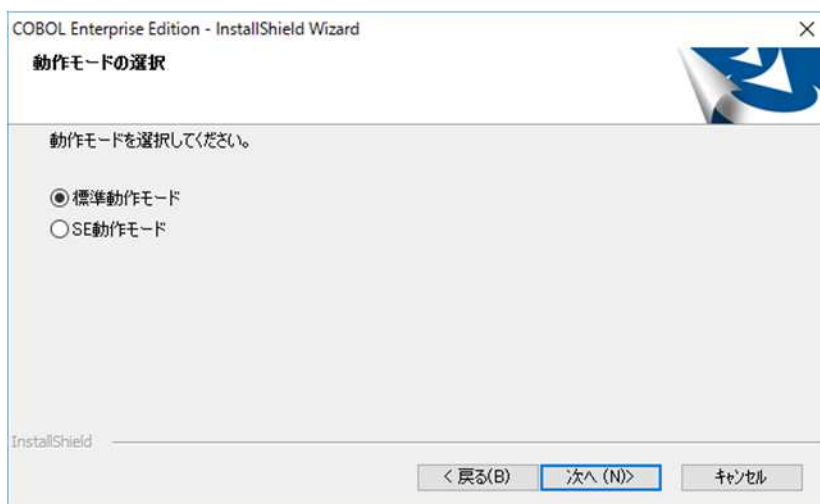 COBOL Enterprise Edition - InstallShield Wizard
動作モードの選択
動作モードを選択してください。
標準動作モード
SE動作モード
InstallShield
< 戻る(B)
次へ (N)>
キャンセル